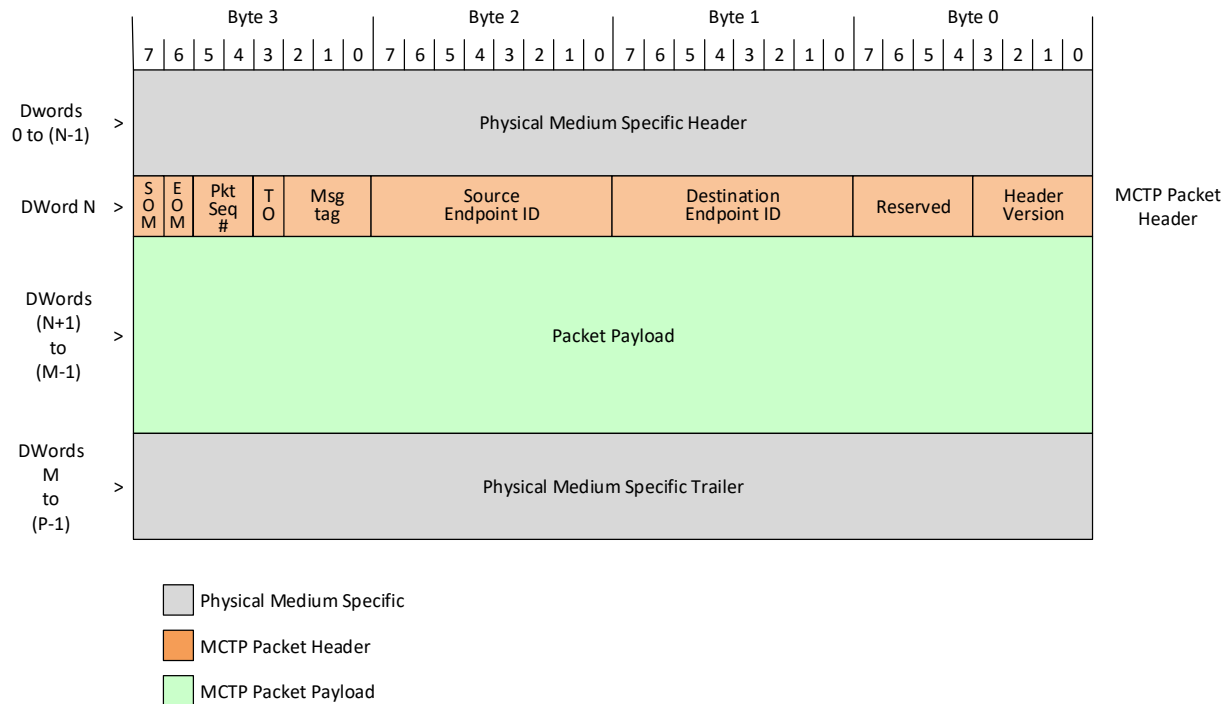 Byte 3 Byte 2 Byte 1 Byte 0
7 6 5 4 3 2 1 0 7 6 5 4 3 2 1 0 7 6 5 4 3 2 1 0 7 6 5 4 3 2 1 0
Dwords
0 to (N-1)
>
Physical Medium Specific Header
DWord N >
SOM
EOM
Pkt
Seq
#
TO
Msg
tag
Source
Endpoint ID
Destination
Endpoint ID
Reserved
Header
Version
MCTP Packet
Header
DWords
(N+1)
to
(M-1)
>
Packet Payload
DWords
M
to
(P-1)
>
Physical Medium Specific Trailer
Physical Medium Specific
MCTP Packet Header
MCTP Packet Payload